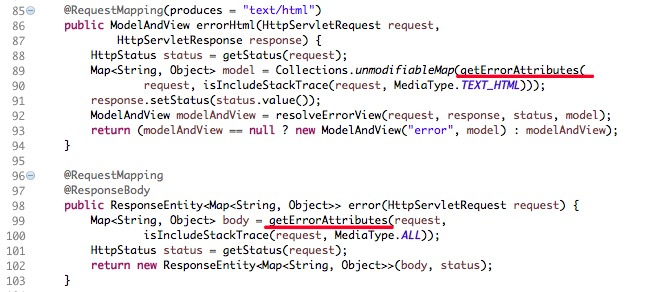 85 @RequestMapping(produces = "text/html")
86 public ModelAndView errorHtml(HttpServletRequest request,
87 HttpServletResponse response) {
88 HttpStatus status = getStatus(request);
89 Map<String, Object> model = Collections.unmodifiableMap(getErrorAttributes(
90 request, isIncludeStackTrace(request, MediaType.TEXT_HTML)));
91 response.setStatus(status.value());
92 ModelAndView modelAndView = resolveErrorView(request, response, status, model);
93 return (modelAndView == null ? new ModelAndView("error", model) : modelAndView);
94 }
95
96 @RequestMapping
97 @ResponseBody
98 public ResponseEntity<Map<String, Object>> error(HttpServletRequest request) {
99 Map<String, Object> body = getErrorAttributes(request,
100 isIncludeStackTrace(request, MediaType.ALL));
101 HttpStatus status = getStatus(request);
102 return new ResponseEntity<Map<String, Object>>(body, status);
103 }